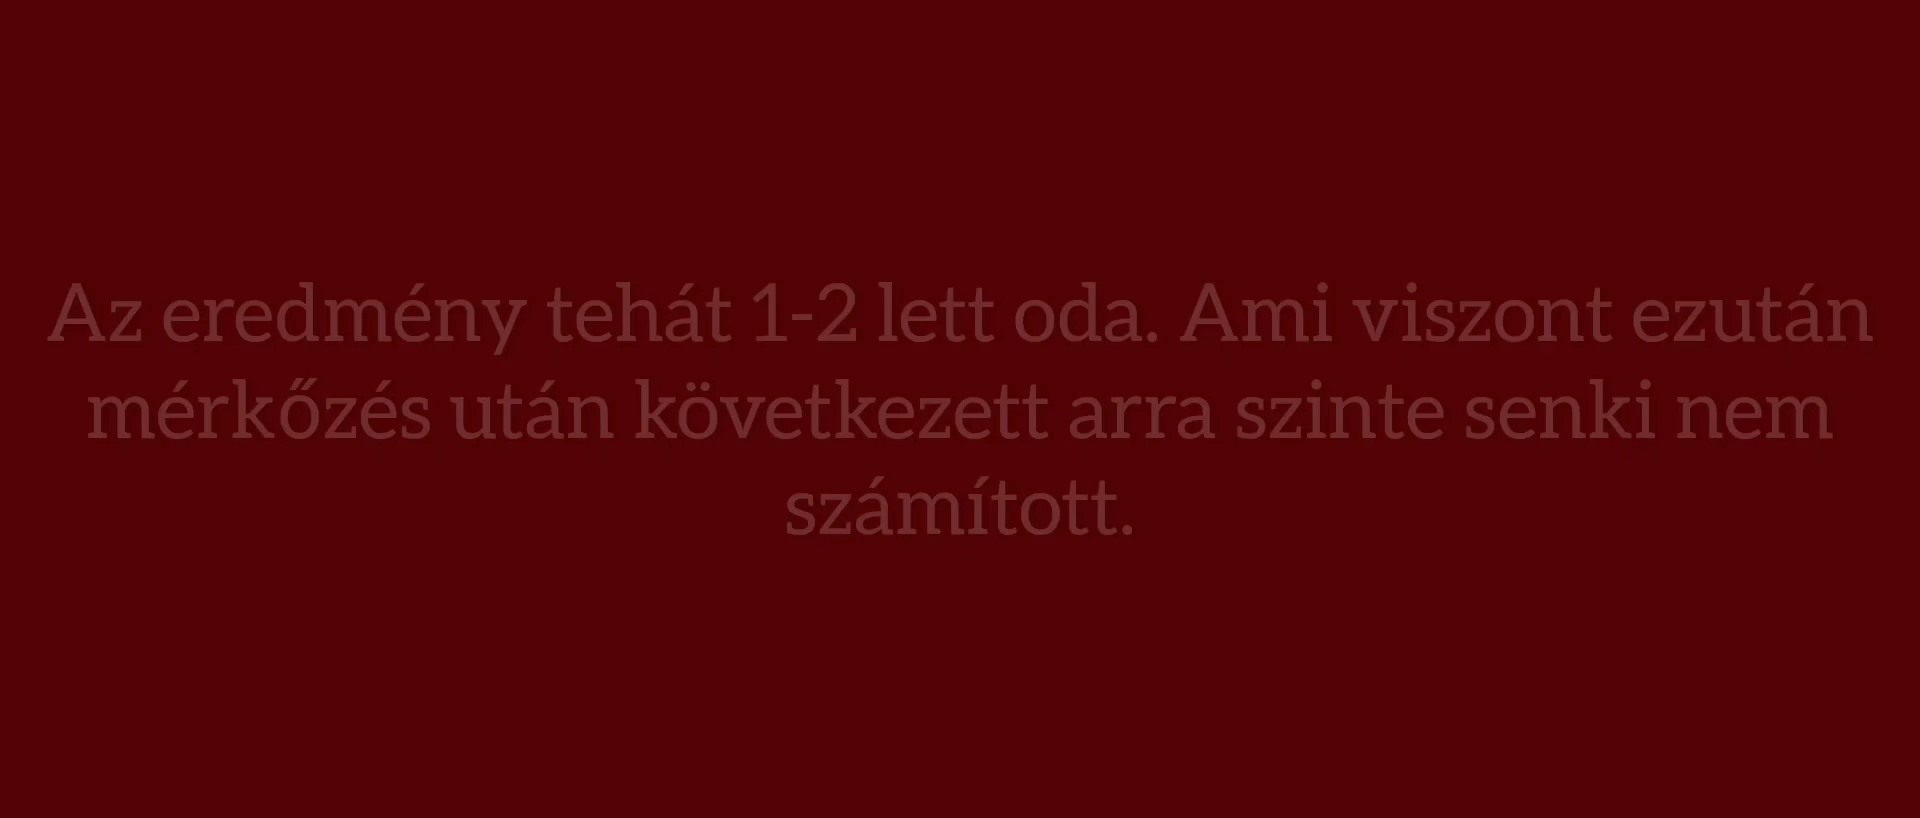 Az eredmény tehát 1-2 lett oda. Ami viszont ezután
mérkőzés után következett arra szinte senki nem
számított.